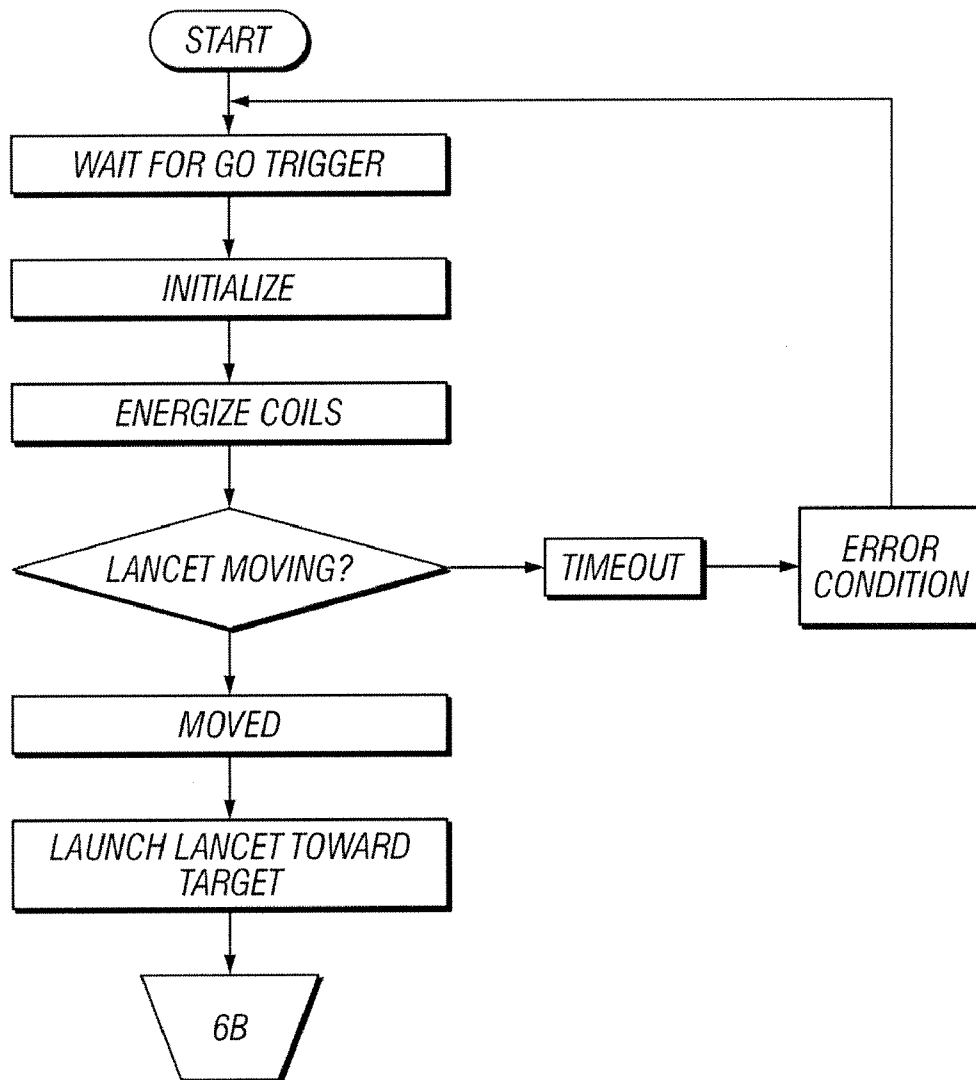 START
WAIT FOR GO TRIGGER
INITIALIZE
ENERGIZE COILS
LANCET MOVING?
TIMEOUT
ERROR
CONDITION
MOVED
LAUNCH LANCET TOWARD
TARGET
6B